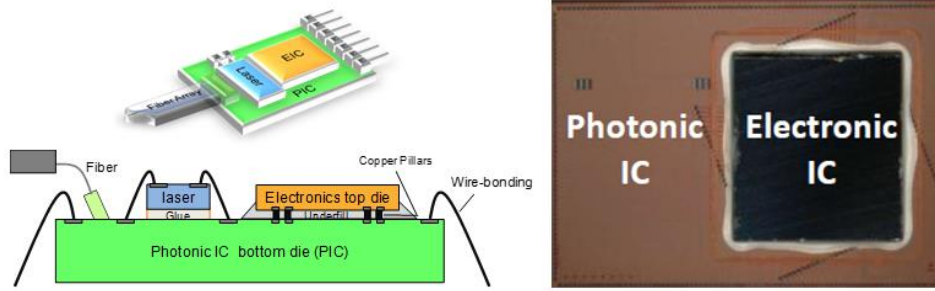 EIC
Laser
PIC
Fiber Array
Fiber
Copper Pillars
Wire-bonding
laser
Glue
Electronics top die
Underfill
Photonic IC bottom die (PIC)
Photonic
IC
Electronic
IC